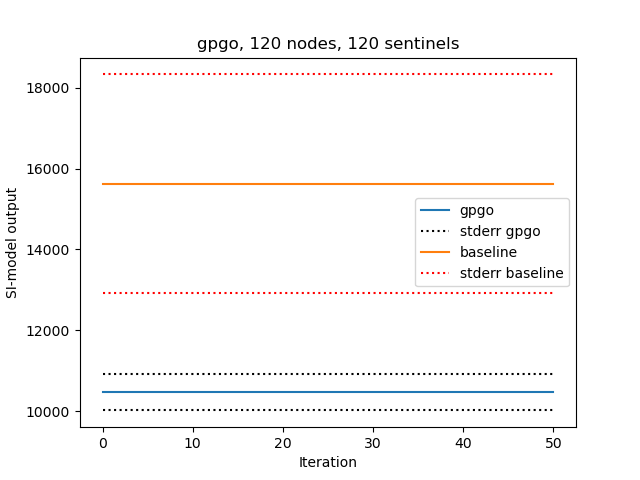 gpgo, 120 nodes, 120 sentinels
SI-model output
18000
16000
14000
12000
10000
gpgo
stderr gpgo
baseline
stderr baseline
0 10 20 30 40 50
Iteration